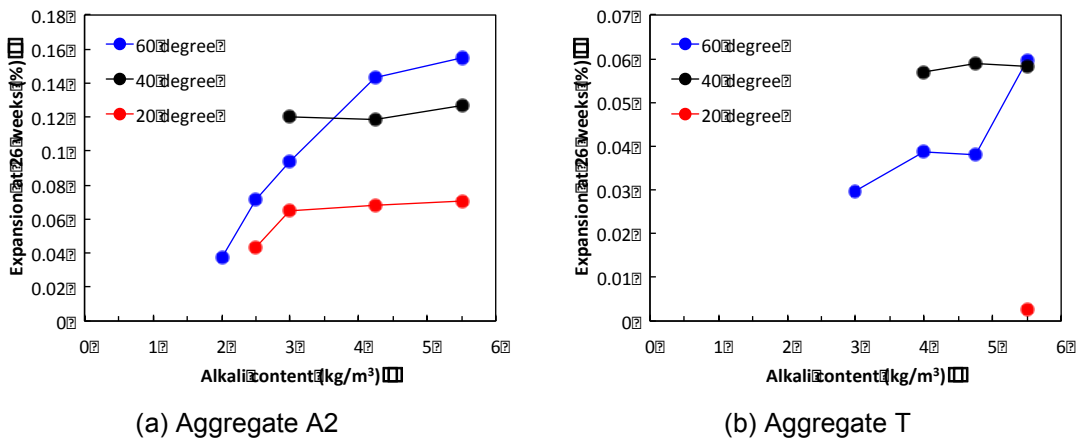 0.18
0.16
0.14
0.12
0.1
0.08
0.06
0.04
0.02
0
Expansion at 26 weeks (%)
60 degree
40 degree
20 degree
0 1 2 3 4 5 6
Alkali content (kg/m³)
(a) Aggregate A2
0.07
0.06
0.05
0.04
0.03
0.02
0.01
0
Expansion at 26 weeks (%)
60 degree
40 degree
20 degree
0 1 2 3 4 5 6
Alkali content (kg/m³)
(b) Aggregate T